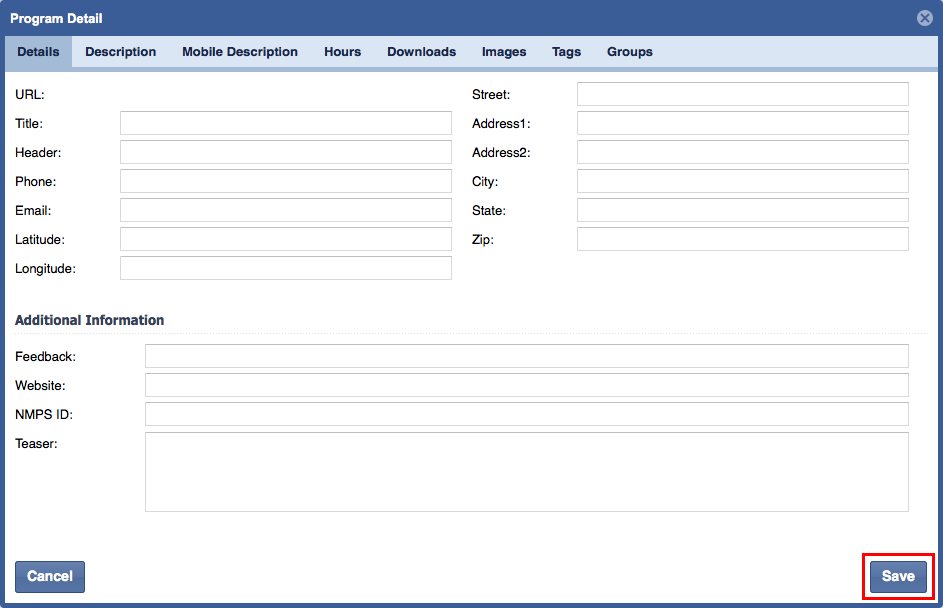 Program Detail
Details Description Mobile Description Hours Downloads Images Tags Groups
URL:
Title:
Header:
Phone:
Email:
Latitude:
Longitude:
Street:
Address1:
Address2:
City:
State:
Zip:
Additional Information
Feedback:
Website:
NMPS ID:
Teaser:
Cancel
Save